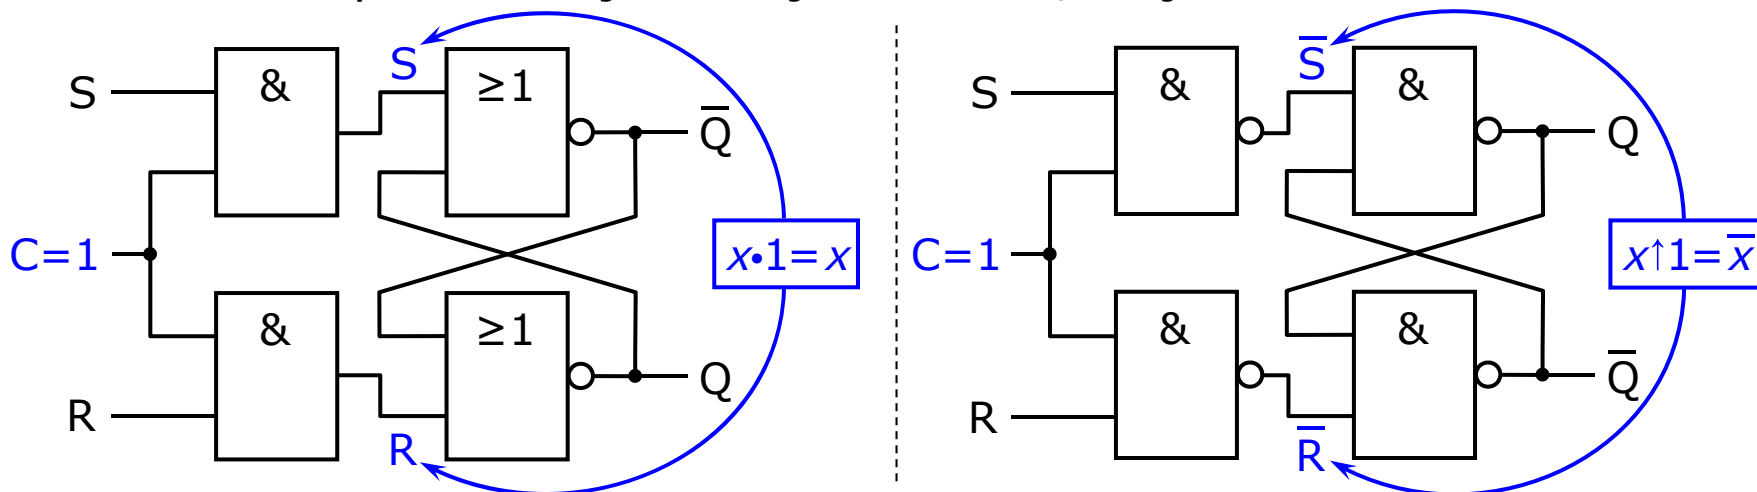 S
&
S
≥1
Q̅
C=1
x•1=x
R
&
R
≥1
Q
S
&
S̅
&
Q
C=1
x↑1=x̅
R
&
R̅
&
Q̅